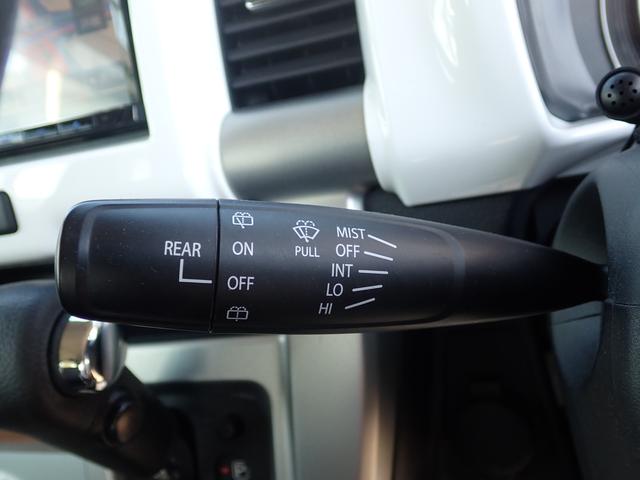 REAR
ON
OFF
PULL
MIST
OFF
INT
LO
HI